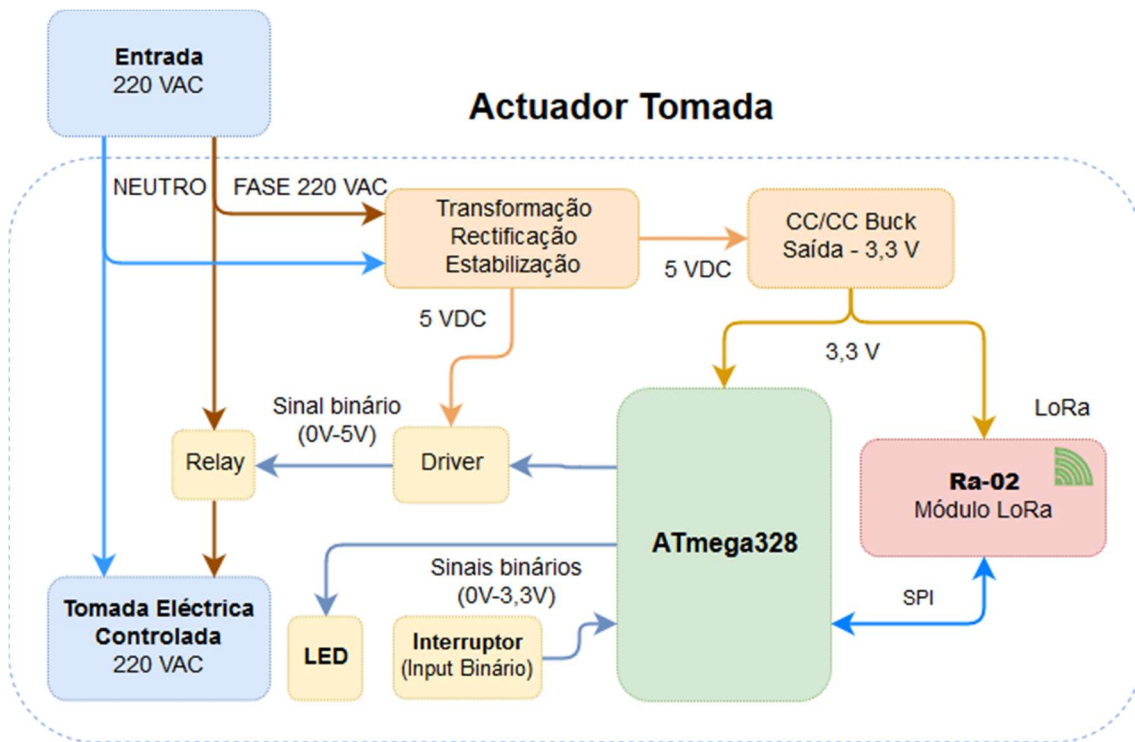 Entrada
220 VAC
Actuador Tomada
NEUTRO
FASE 220 VAC
Transformação
Rectificação
Estabilização
5 VDC
CC/CC Buck
Saída - 3,3 V
5 VDC
3,3 V
Sinal binário
(0V-5V)
Relay
Driver
LoRa
Ra-02
Módulo LoRa
ATmega328
Sinais binários
(0V-3,3V)
SPI
Tomada Eléctrica
Controlada
220 VAC
LED
Interruptor
(Input Binário)